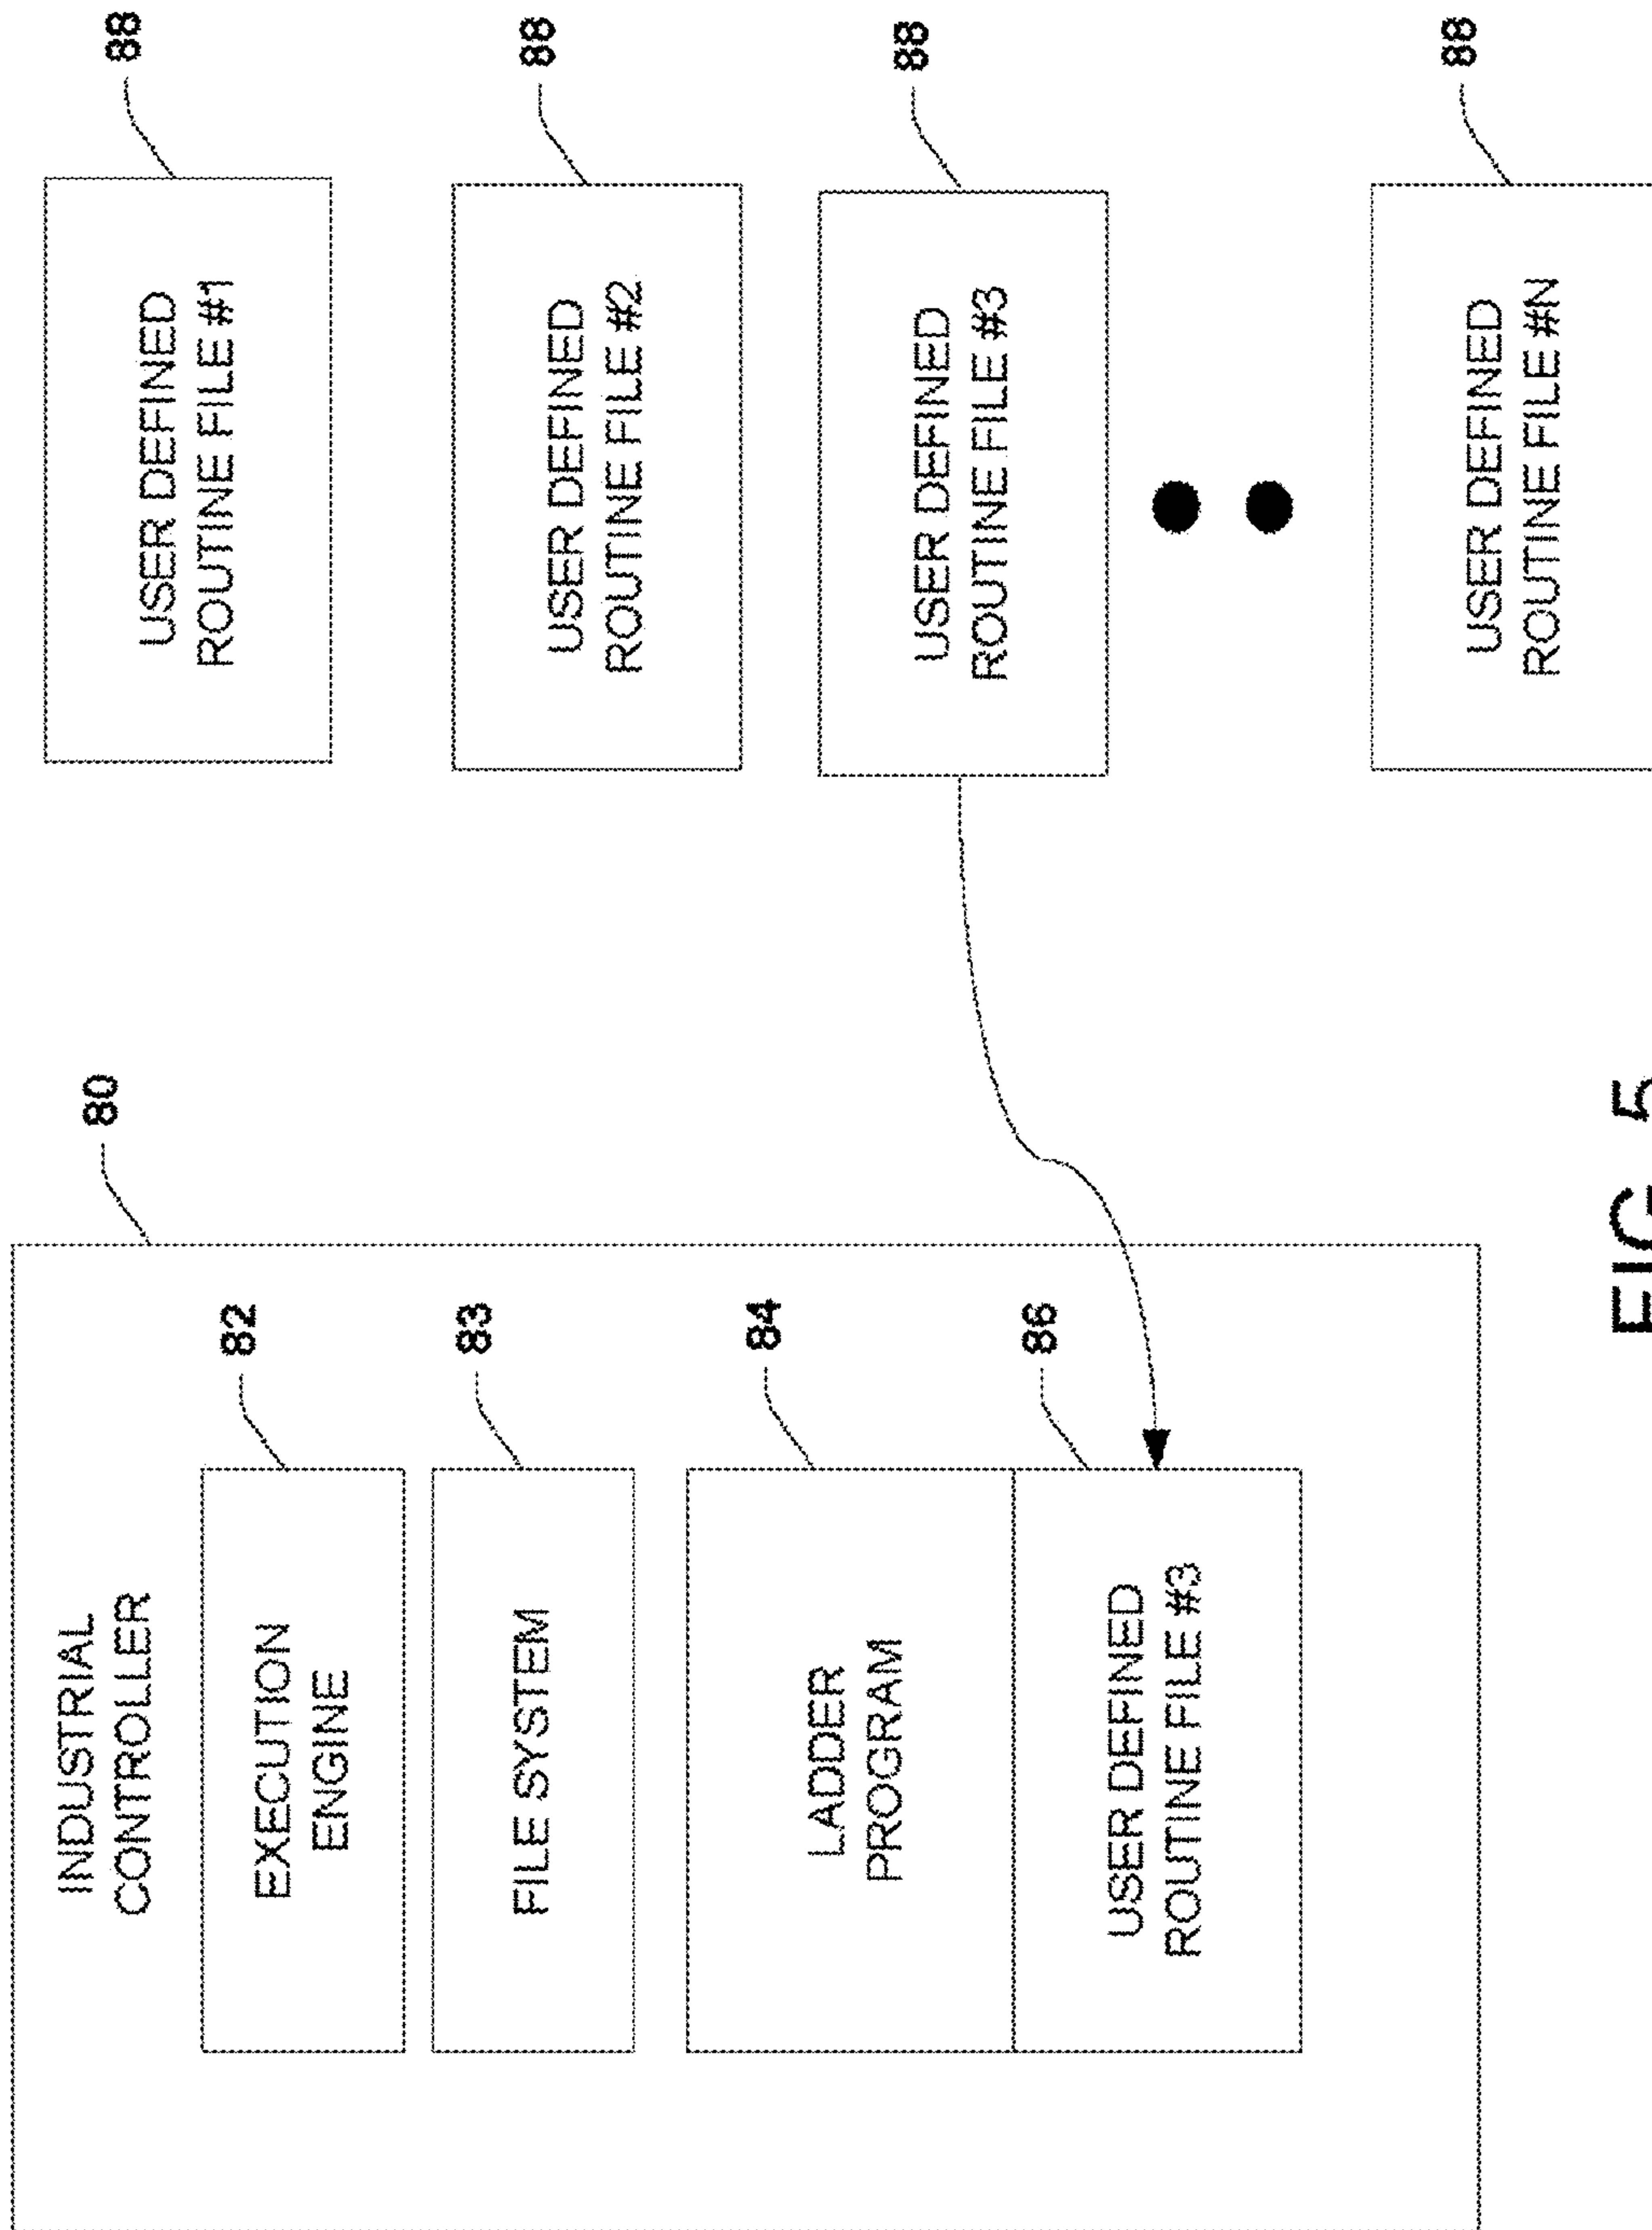 80
INDUSTRIAL
CONTROLLER
82
EXECUTION
ENGINE
83
FILE SYSTEM
84
LADDER
PROGRAM
86
USER DEFINED
ROUTINE FILE #3
88
USER DEFINED
ROUTINE FILE #1
88
USER DEFINED
ROUTINE FILE #2
88
USER DEFINED
ROUTINE FILE #3
88
USER DEFINED
ROUTINE FILE #N
FIG. 5